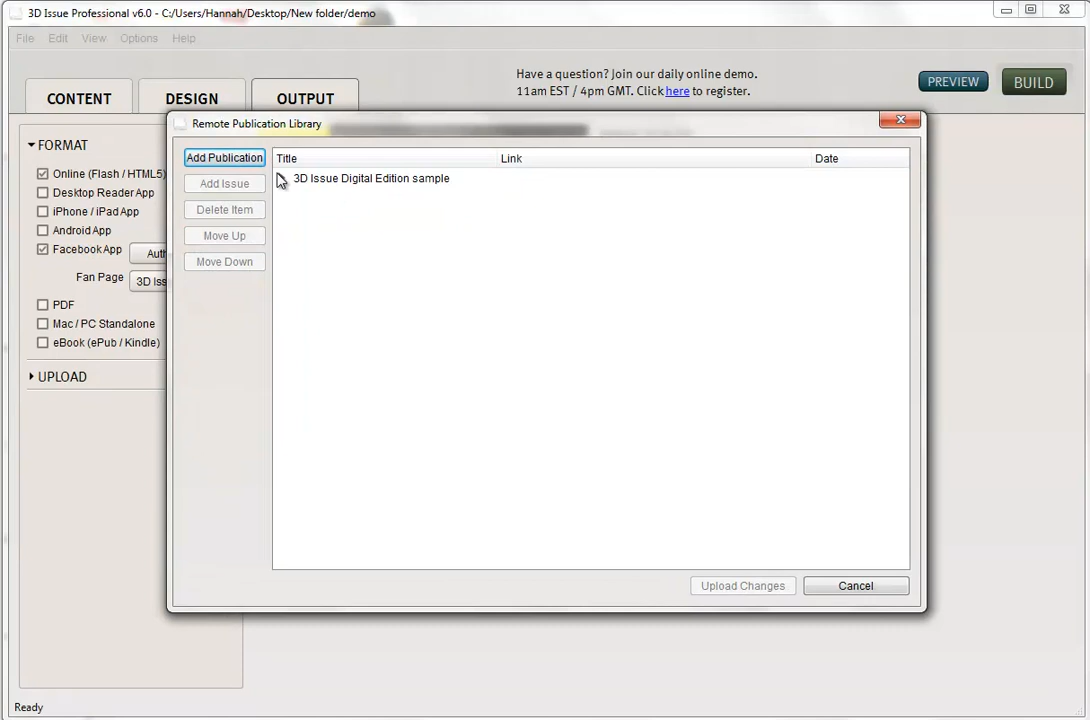 3D Issue Professional v6.0 - C:/Users/Hannah/Desktop/New folder/demo
File Edit View Options Help
CONTENT DESIGN OUTPUT
Have a question? Join our daily online demo.
11am EST / 4pm GMT. Click here to register.
PREVIEW BUILD
FORMAT
Online (Flash / HTML5)
Desktop Reader App
iPhone / iPad App
Android App
Facebook App Auth
Fan Page 3D Iss
PDF
Mac / PC Standalone
eBook (ePub / Kindle)
UPLOAD
Remote Publication Library
Add Publication
Add Issue
Delete Item
Move Up
Move Down
Title Link Date
3D Issue Digital Edition sample
Upload Changes Cancel
Ready